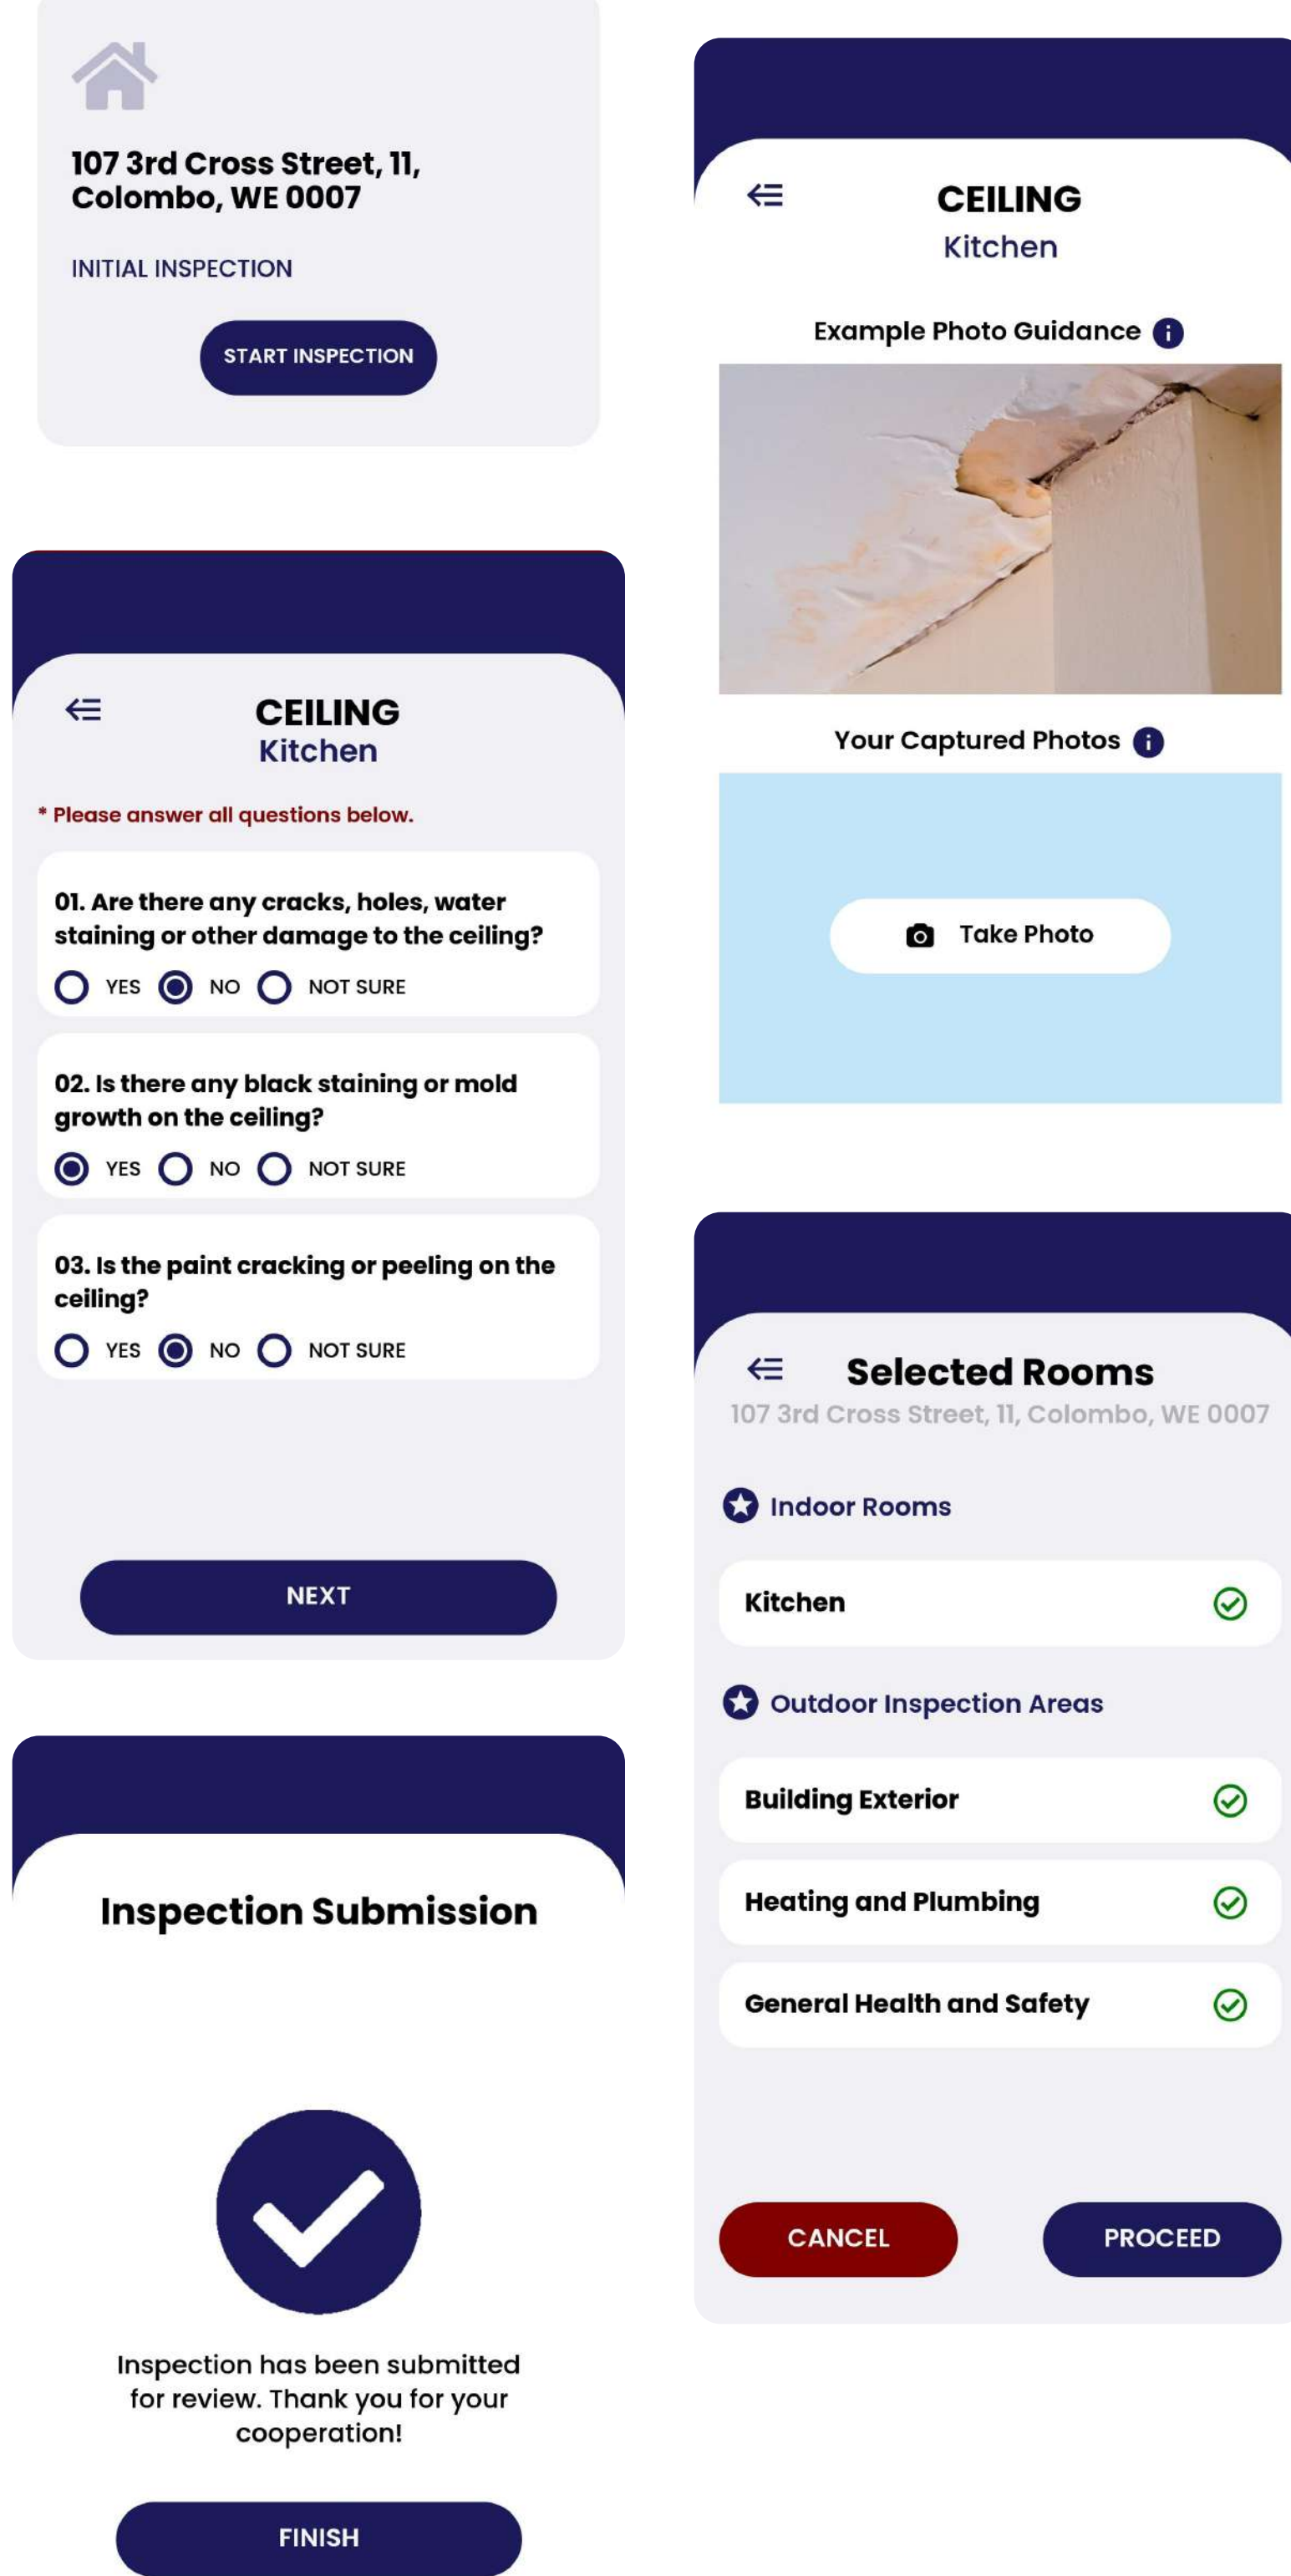 107 3rd Cross Street, 11,
Colombo, WE 0007
INITIAL INSPECTION
START INSPECTION
CEILING
Kitchen
* Please answer all questions below.
01. Are there any cracks, holes, water
staining or other damage to the ceiling?
YES NO NOT SURE
02. Is there any black staining or mold
growth on the ceiling?
YES NO NOT SURE
03. Is the paint cracking or peeling on the
ceiling?
YES NO NOT SURE
NEXT
Inspection Submission
Inspection has been submitted
for review. Thank you for your
cooperation!
FINISH
CEILING
Kitchen
Example Photo Guidance i
Your Captured Photos i
Take Photo
Selected Rooms
107 3rd Cross Street, 11, Colombo, WE 0007
Indoor Rooms
Kitchen
Outdoor Inspection Areas
Building Exterior
Heating and Plumbing
General Health and Safety
CANCEL PROCEED